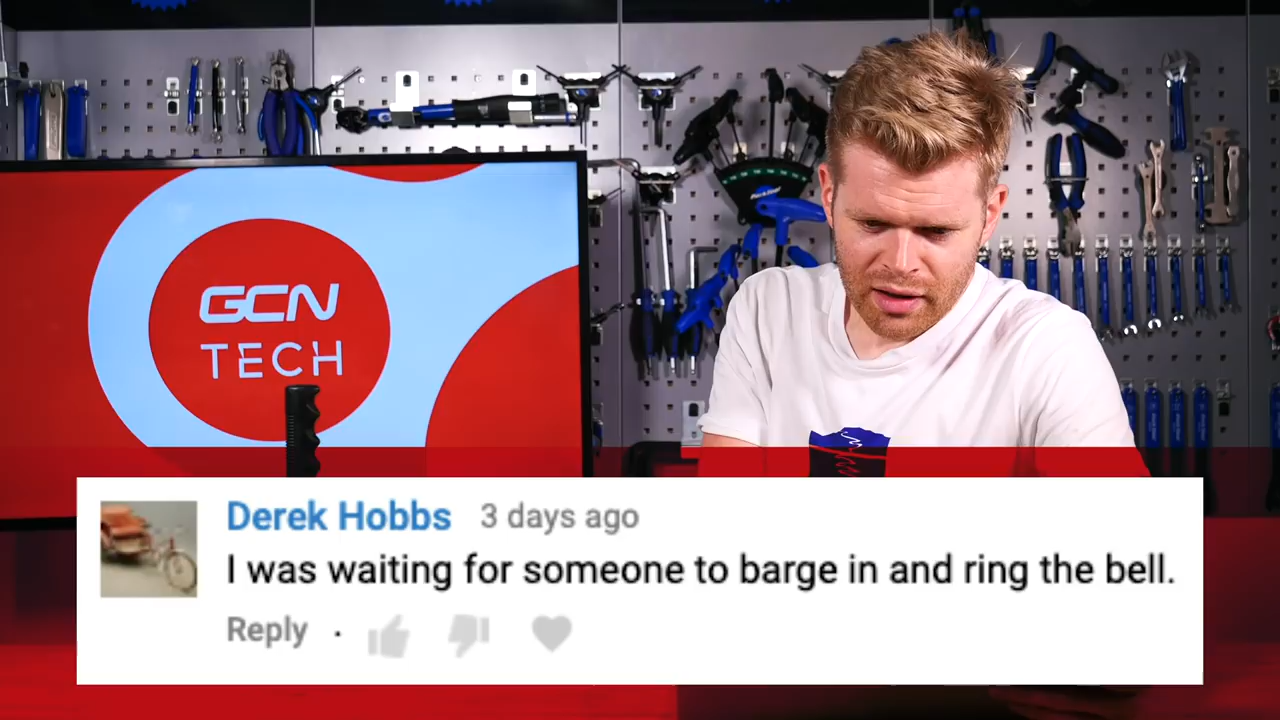 GCN
TECH
Derek Hobbs 3 days ago
I was waiting for someone to barge in and ring the bell.
Reply ·